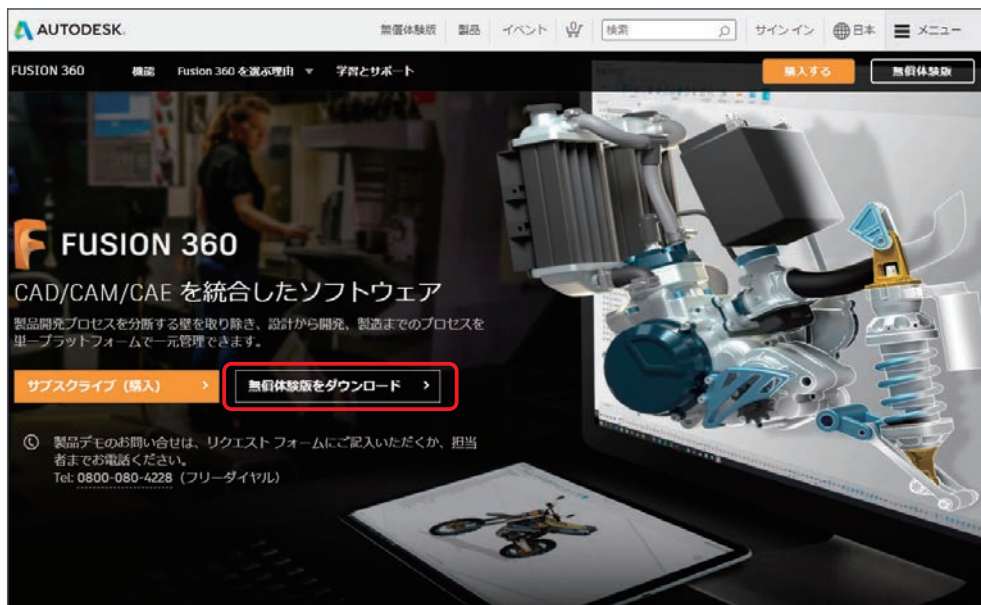 AUTODESK.
無償体験版 製品 イベント 0 検索 サインイン 日本 メニュー
FUSION 360 機能 Fusion 360 を選ぶ理由 ▼ 学習とサポート 購入する 無償体験版
F FUSION 360
CAD/CAM/CAE を統合したソフトウェア
製品開発プロセスを分断する壁を取り除き、設計から開発、製造までのプロセスを
単一プラットフォームで一元管理できます。
サブスクライブ（購入） > 無償体験版をダウンロード >
製品デモのお問い合せは、リクエスト フォームにご記入いただくか、担当
者までお電話ください。
Tel: 0800-080-4228（フリーダイヤル）